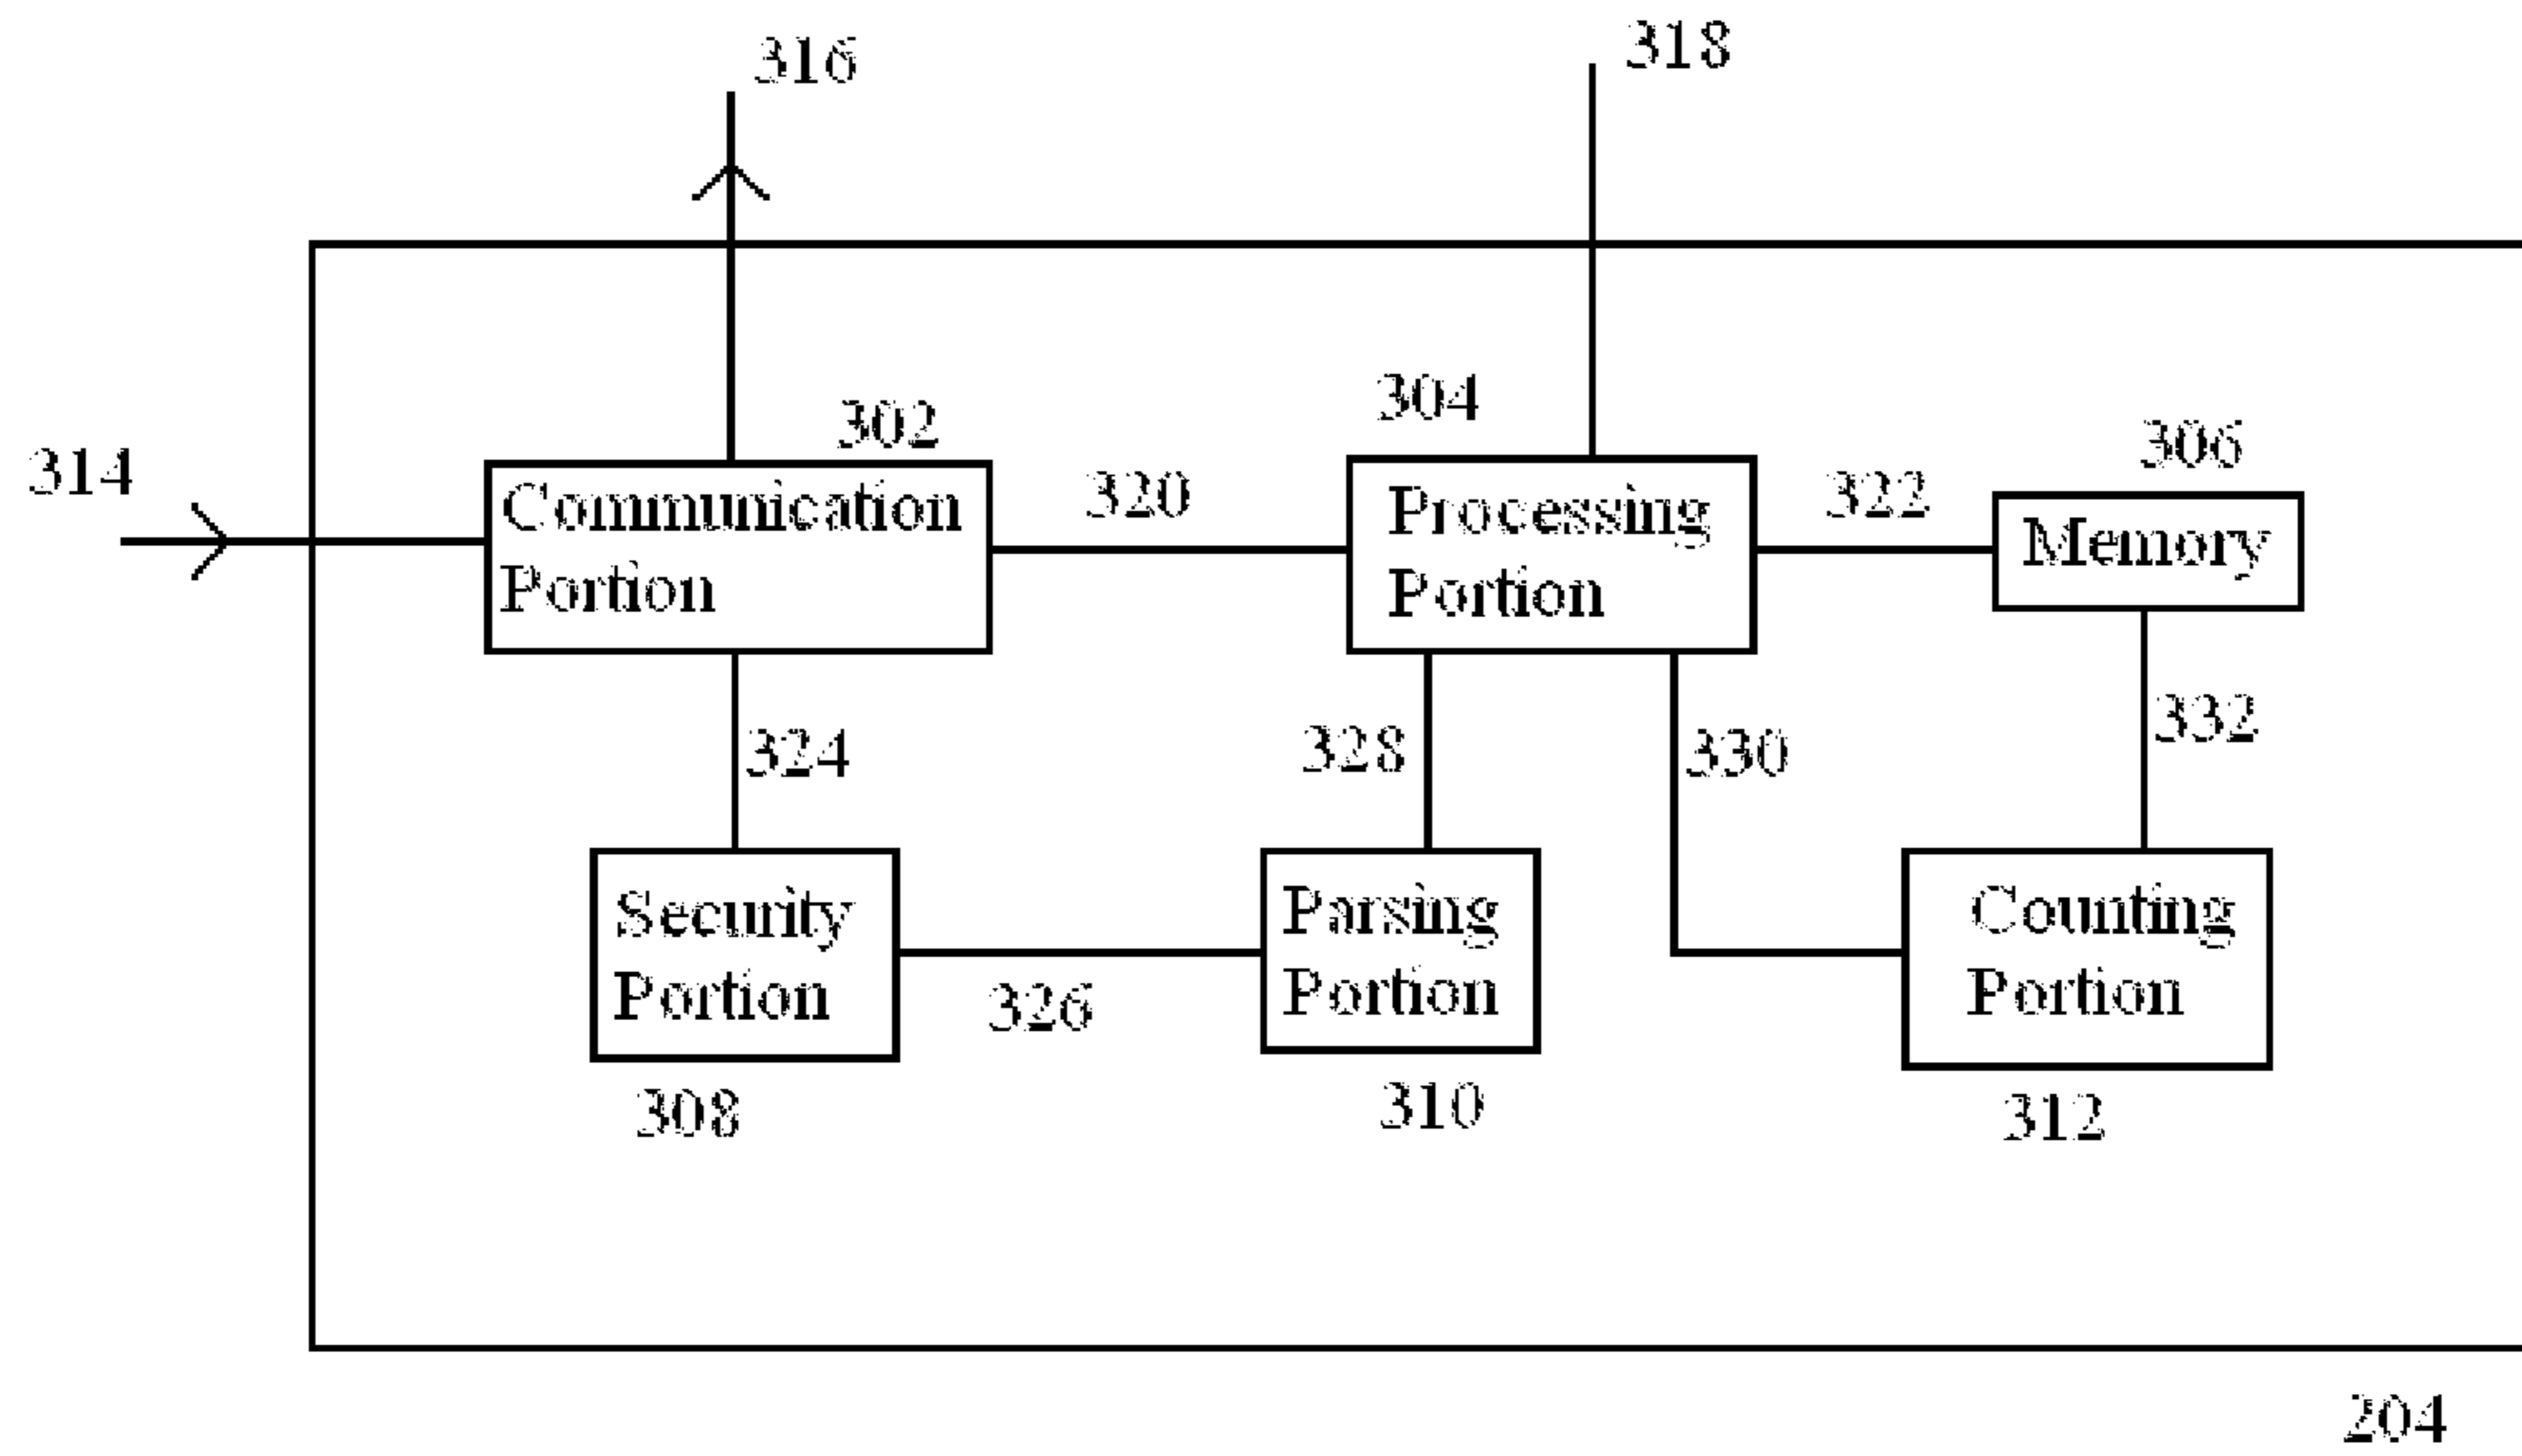 316
318
314
302
304
306
320
322
Communication
Portion
Processing
Portion
Memory
324
328
330
332
Security
Portion
Parsing
Portion
Counting
Portion
326
308
310
312
204